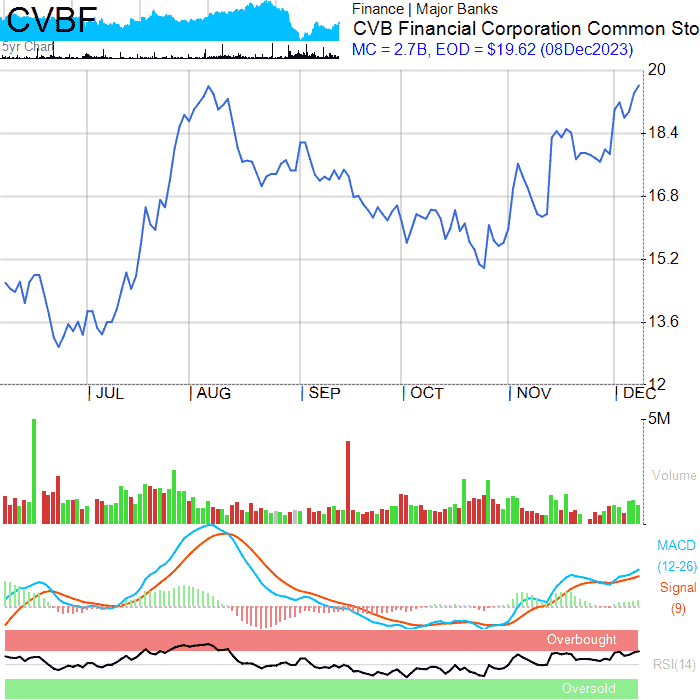 CVBF
5yr Chart
Finance | Major Banks
CVB Financial Corporation Common Sto
MC = 2.7B, EOD = $19.62 (08Dec2023)
20
18.4
16.8
15.2
13.6
12
JUL
AUG
SEP
OCT
NOV
DEC
5M
Volume
MACD
(12-26)
Signal
(9)
Overbought
RSI(14)
Oversold